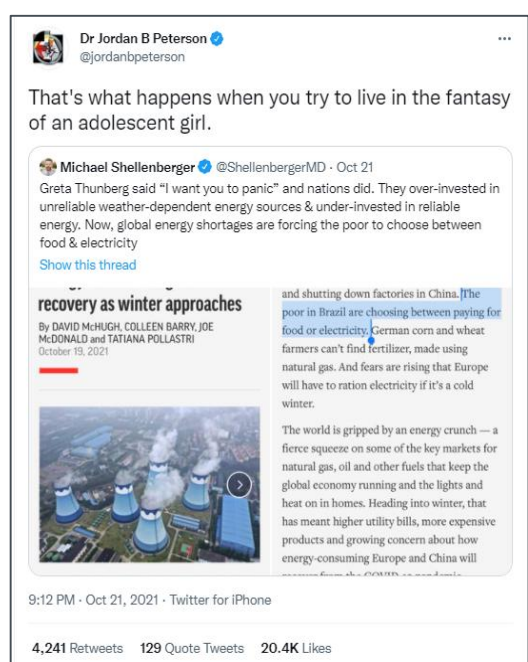 Dr Jordan B Peterson
@jordanbpeterson
That's what happens when you try to live in the fantasy
of an adolescent girl.
Michael Shellenberger @ShellenbergerMD · Oct 21
Greta Thunberg said “I want you to panic” and nations did. They over-invested in
unreliable weather-dependent energy sources & under-invested in reliable
energy. Now, global energy shortages are forcing the poor to choose between
food & electricity
Show this thread
recovery as winter approaches
By DAVID McHUGH, COLLEEN BARRY, JOE
McDONALD and TATIANA POLLASTRI
October 19, 2021
and shutting down factories in China. The
poor in Brazil are choosing between paying for
food or electricity. German corn and wheat
farmers can't find fertilizer, made using
natural gas. And fears are rising that Europe
will have to ration electricity if it's a cold
winter.
The world is gripped by an energy crunch — a
fierce squeeze on some of the key markets for
natural gas, oil and other fuels that keep the
global economy running and the lights and
heat on in homes. Heading into winter, that
has meant higher utility bills, more expensive
products and growing concern about how
energy-consuming Europe and China will
9:12 PM · Oct 21, 2021 · Twitter for iPhone
4,241 Retweets 129 Quote Tweets 20.4K Likes